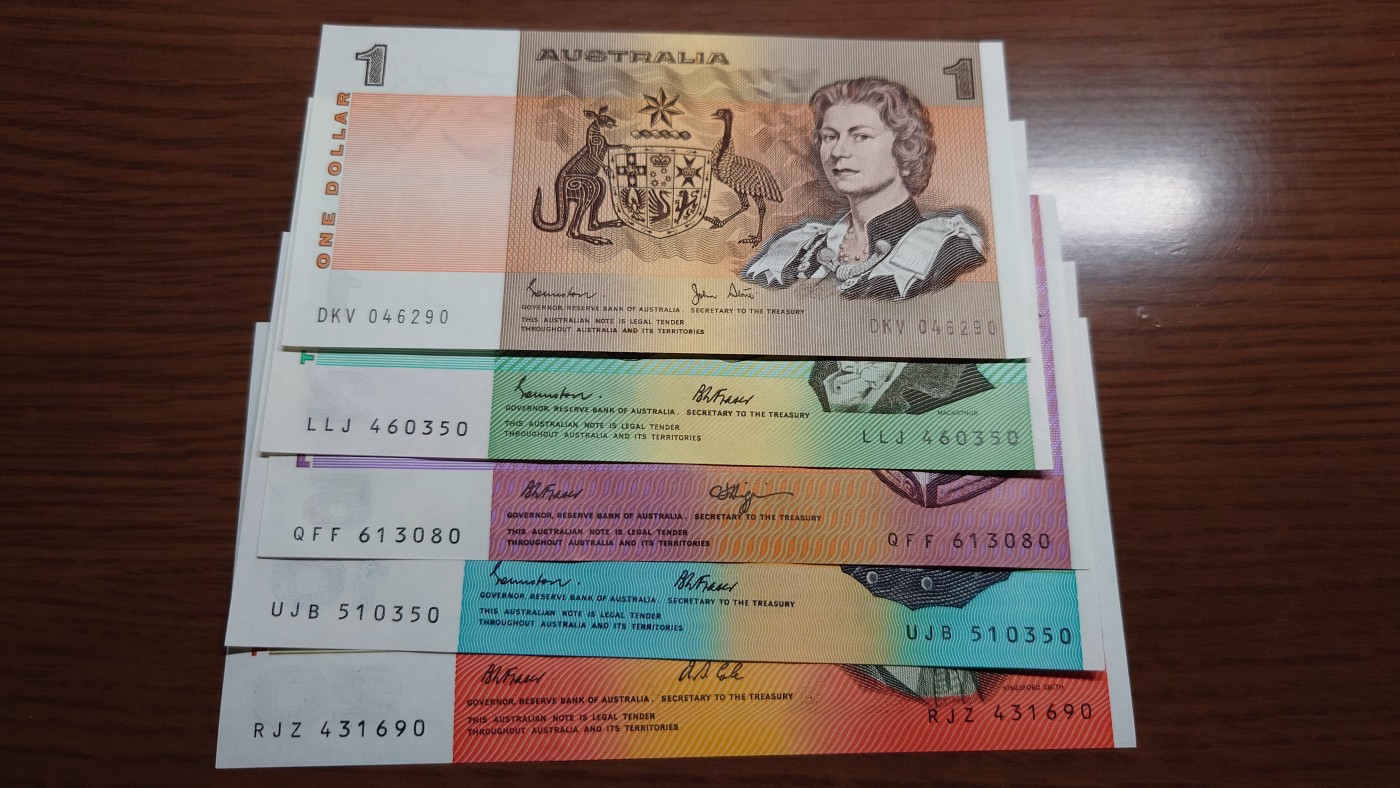 1
AUSTRALIA
1
ONE DOLLAR
GOVERNOR, RESERVE BANK OF AUSTRALIA. SECRETARY TO THE TREASURY
THIS AUSTRALIAN NOTE IS LEGAL TENDER
THROUGHOUT AUSTRALIA AND ITS TERRITORIES
DKV 046290
DKV 046290
BWFraser
GOVERNOR, RESERVE BANK OF AUSTRALIA. SECRETARY TO THE TREASURY
MACARTHUR
THIS AUSTRALIAN NOTE IS LEGAL TENDER
THROUGHOUT AUSTRALIA AND ITS TERRITORIES
LLJ 460350
LLJ 460350
BWFraser
GOVERNOR, RESERVE BANK OF AUSTRALIA. SECRETARY TO THE TREASURY
THIS AUSTRALIAN NOTE IS LEGAL TENDER
THROUGHOUT AUSTRALIA AND ITS TERRITORIES
QFF 613080
QFF 613080
BWFraser
GOVERNOR, RESERVE BANK OF AUSTRALIA. SECRETARY TO THE TREASURY
THIS AUSTRALIAN NOTE IS LEGAL TENDER
THROUGHOUT AUSTRALIA AND ITS TERRITORIES
UJB 510350
UJB 510350
BWFraser
GOVERNOR, RESERVE BANK OF AUSTRALIA. SECRETARY TO THE TREASURY
KINGSFORD SMITH
THIS AUSTRALIAN NOTE IS LEGAL TENDER
THROUGHOUT AUSTRALIA AND ITS TERRITORIES
RJZ 431690
RJZ 431690